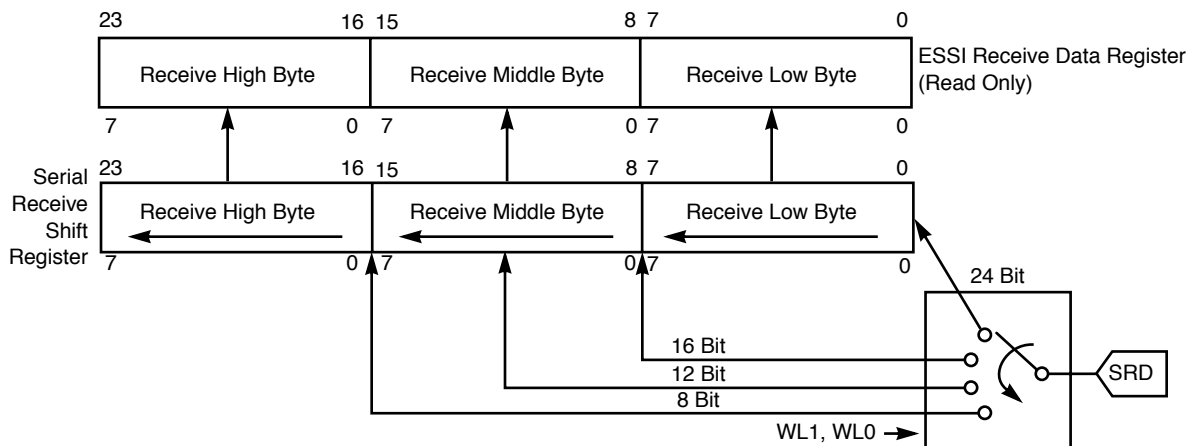 23 16 15 8 7 0
Receive High Byte Receive Middle Byte Receive Low Byte
ESSI Receive Data Register
(Read Only)
7 0 7 0 7 0
23 16 15 8 7 0
Serial
Receive
Shift
Register
Receive High Byte Receive Middle Byte Receive Low Byte
7 0 7 0 7 0
24 Bit
16 Bit
12 Bit
8 Bit
SRD
WL1, WL0